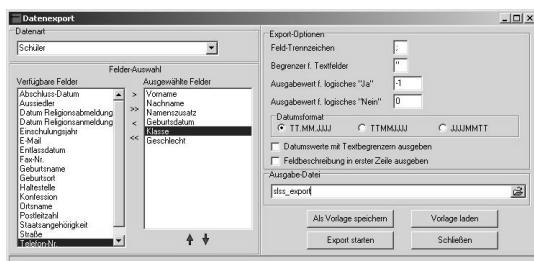 Datenexport
Datenart
Schüler
Felder-Auswahl
Verfügbare Felder
Abschluss-Datum
Aussiedler
Datum Religionsabmeldung
Datum Religionsanmeldung
Einschulungsjahr
E-Mail
Entlassdatum
Fax-Nr.
Geburtsname
Geburtsort
Haltestelle
Konfession
Ortsname
Postleitzahl
Staatsangehörigkeit
Straße
Telefon-Nr.
>
>>
<
<<
Ausgewählte Felder
Vorname
Nachname
Namenszusatz
Geburtsdatum
Klasse
Geschlecht
Export-Optionen
Feld-Trennzeichen ;
Begrenzer f. Textfelder "
Ausgabewert f. logisches "Ja" -1
Ausgabewert f. logisches "Nein" 0
Datumsformat
TT.MM.JJJJ TTMMJJJJ JJJJMMTT
Datumswerte mit Textbegrenzern ausgeben
Feldbeschreibung in erster Zeile ausgeben
Ausgabe-Datei
slss_export
Als Vorlage speichern Vorlage laden
Export starten Schließen